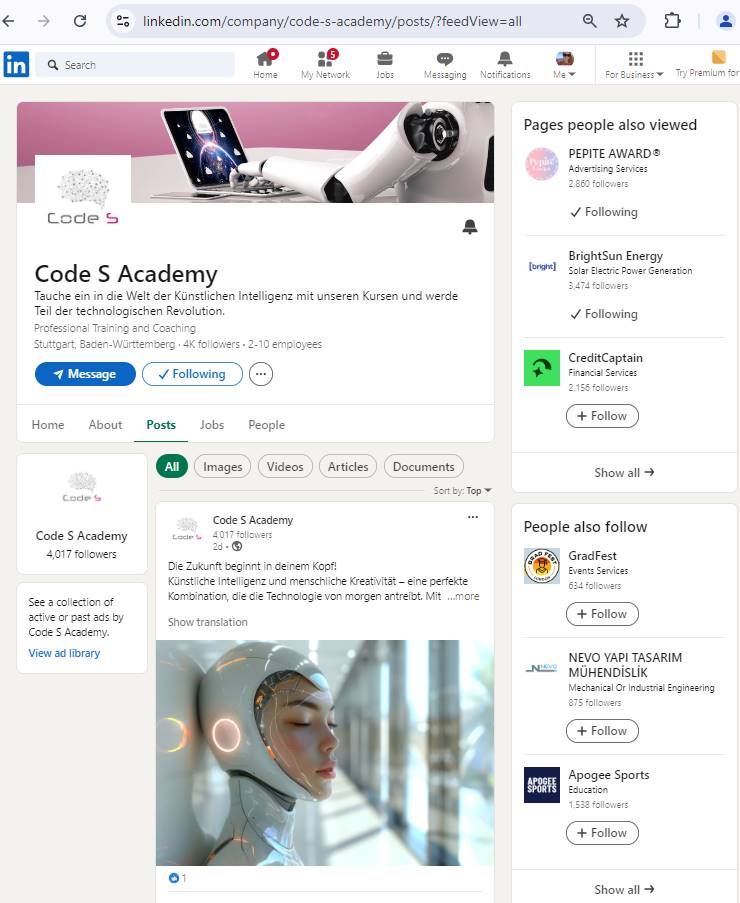 linkedin.com/company/code-s-academy/posts/?feedView=all
in
Search
Home
5
My Network
Jobs
Messaging
Notifications
Me
For Business
Try Premium for
Code S
Code S Academy
Tauche ein in die Welt der Künstlichen Intelligenz mit unseren Kursen und werde
Teil der technologischen Revolution.
Professional Training and Coaching
Stuttgart, Baden-Württemberg · 4K followers · 2-10 employees
Message
Following
Home
About
Posts
Jobs
People
Code S
Code S Academy
4,017 followers
See a collection of
active or past ads by
Code S Academy.
View ad library
All
Images
Videos
Articles
Documents
Sort by: Top
Code S
Code S Academy
4,017 followers
2d •
Die Zukunft beginnt in deinem Kopf!
Künstliche Intelligenz und menschliche Kreativität – eine perfekte
Kombination, die die Technologie von morgen antreibt. Mit ...more
Show translation
1
Pages people also viewed
Pepite
PEPITE AWARD®
Advertising Services
2,860 followers
Following
[bright]
BrightSun Energy
Solar Electric Power Generation
3,474 followers
Following
CreditCaptain
Financial Services
2,156 followers
+ Follow
Show all →
People also follow
GRAD FEST
LONDON
GradFest
Events Services
634 followers
+ Follow
NEVO
NEVO YAPI TASARIM
MÜHENDİSLİK
Mechanical Or Industrial Engineering
875 followers
+ Follow
APOGEE
SPORTS
Apogee Sports
Education
1,538 followers
+ Follow
Show all →